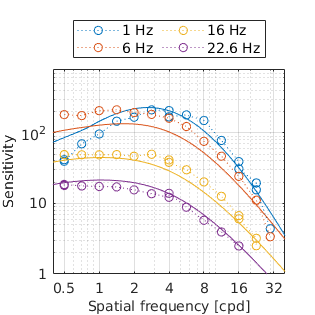 1 Hz 16 Hz
6 Hz 22.6 Hz
Sensitivity
10²
10
1
0.5 1 2 4 8 16 32
Spatial frequency [cpd]